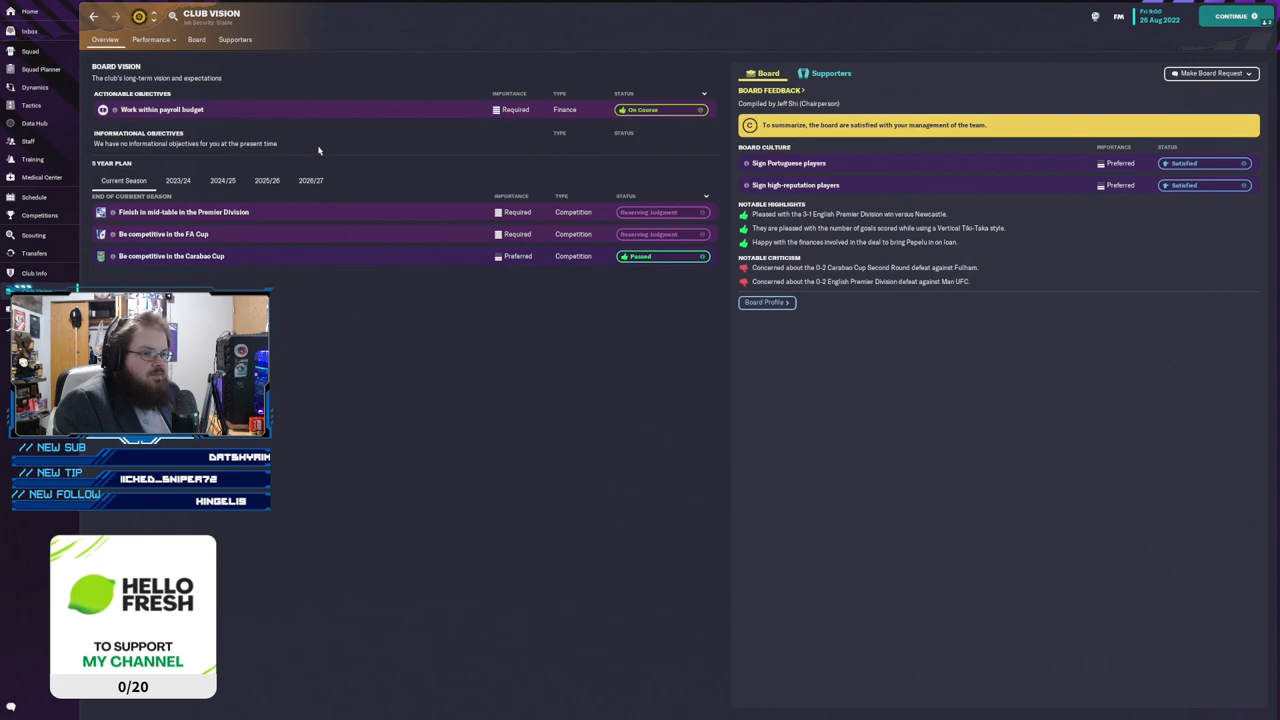 Home
Inbox
Squad
Squad Planner
Dynamics
Tactics
Data Hub
Staff
Training
Medical Center
Schedule
Competitions
Scouting
Transfers
Club Info
CLUB VISION
Job Security: Stable
FM
Fri 9:00
26 Aug 2022
CONTINUE
2
Overview
Performance
Board
Supporters
BOARD VISION
The club's long-term vision and expectations
ACTIONABLE OBJECTIVES
IMPORTANCE
TYPE
STATUS
Work within payroll budget
Required
Finance
On Course
INFORMATIONAL OBJECTIVES
TYPE
STATUS
We have no informational objectives for you at the present time
5 YEAR PLAN
Current Season
2023/24
2024/25
2025/26
2026/27
END OF CURRENT SEASON
IMPORTANCE
TYPE
STATUS
Finish in mid-table in the Premier Division
Required
Competition
Reserving Judgment
Be competitive in the FA Cup
Required
Competition
Reserving Judgment
Be competitive in the Carabao Cup
Preferred
Competition
Passed
Board
Supporters
Make Board Request
BOARD FEEDBACK >
Compiled by Jeff Shi (Chairperson)
C
To summarize, the board are satisfied with your management of the team.
BOARD CULTURE
IMPORTANCE
STATUS
Sign Portuguese players
Preferred
Satisfied
Sign high-reputation players
Preferred
Satisfied
NOTABLE HIGHLIGHTS
Pleased with the 3-1 English Premier Division win versus Newcastle.
They are pleased with the number of goals scored while using a Vertical Tiki-Taka style.
Happy with the finances involved in the deal to bring Pepelu in on loan.
NOTABLE CRITICISM
Concerned about the 0-2 Carabao Cup Second Round defeat against Fulham.
Concerned about the 0-2 English Premier Division defeat against Man UFC.
Board Profile >
// NEW SUB
DATSHYRIM
// NEW TIP
IICHED_SNIPER72
// NEW FOLLOW
KINGEL19
HELLO
FRESH
TO SUPPORT
MY CHANNEL
0/20